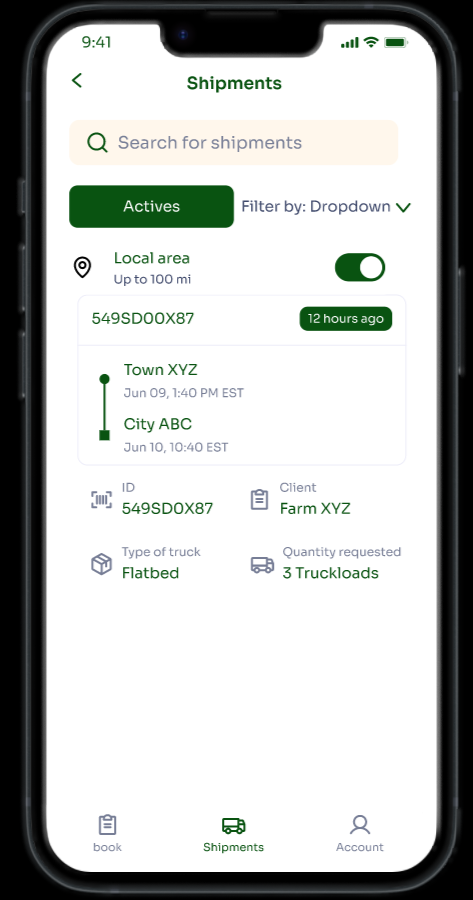 9:41
Shipments
Search for shipments
Actives
Filter by: Dropdown
Local area
Up to 100 mi
549SD00X87
12 hours ago
Town XYZ
Jun 09, 1:40 PM EST
City ABC
Jun 10, 10:40 EST
ID
549SD0X87
Client
Farm XYZ
Type of truck
Flatbed
Quantity requested
3 Truckloads
book
Shipments
Account